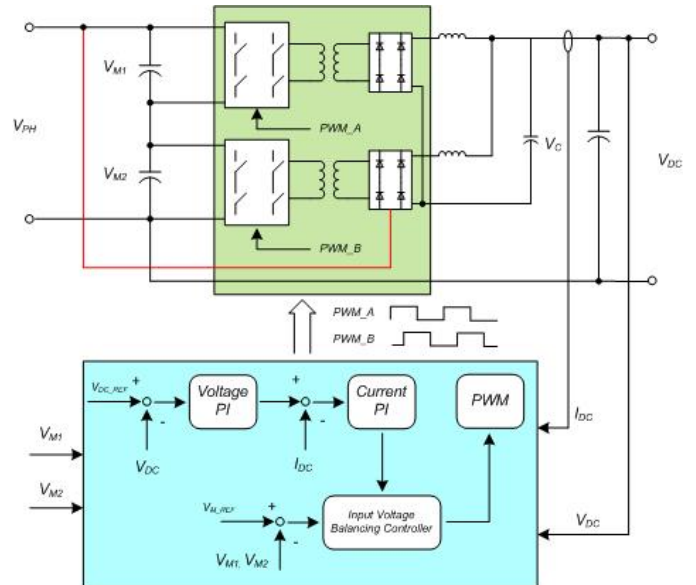 V_M1
PWM_A
V_PH
V_M2
V_C
V_DC
PWM_B
PWM_A
PWM_B
V_DC_REF
+
-
Voltage
PI
+
-
Current
PI
PWM
I_DC
V_M1
V_DC
I_DC
V_M2
V_M_REF
+
-
Input Voltage
Balancing Controller
V_DC
V_M1, V_M2